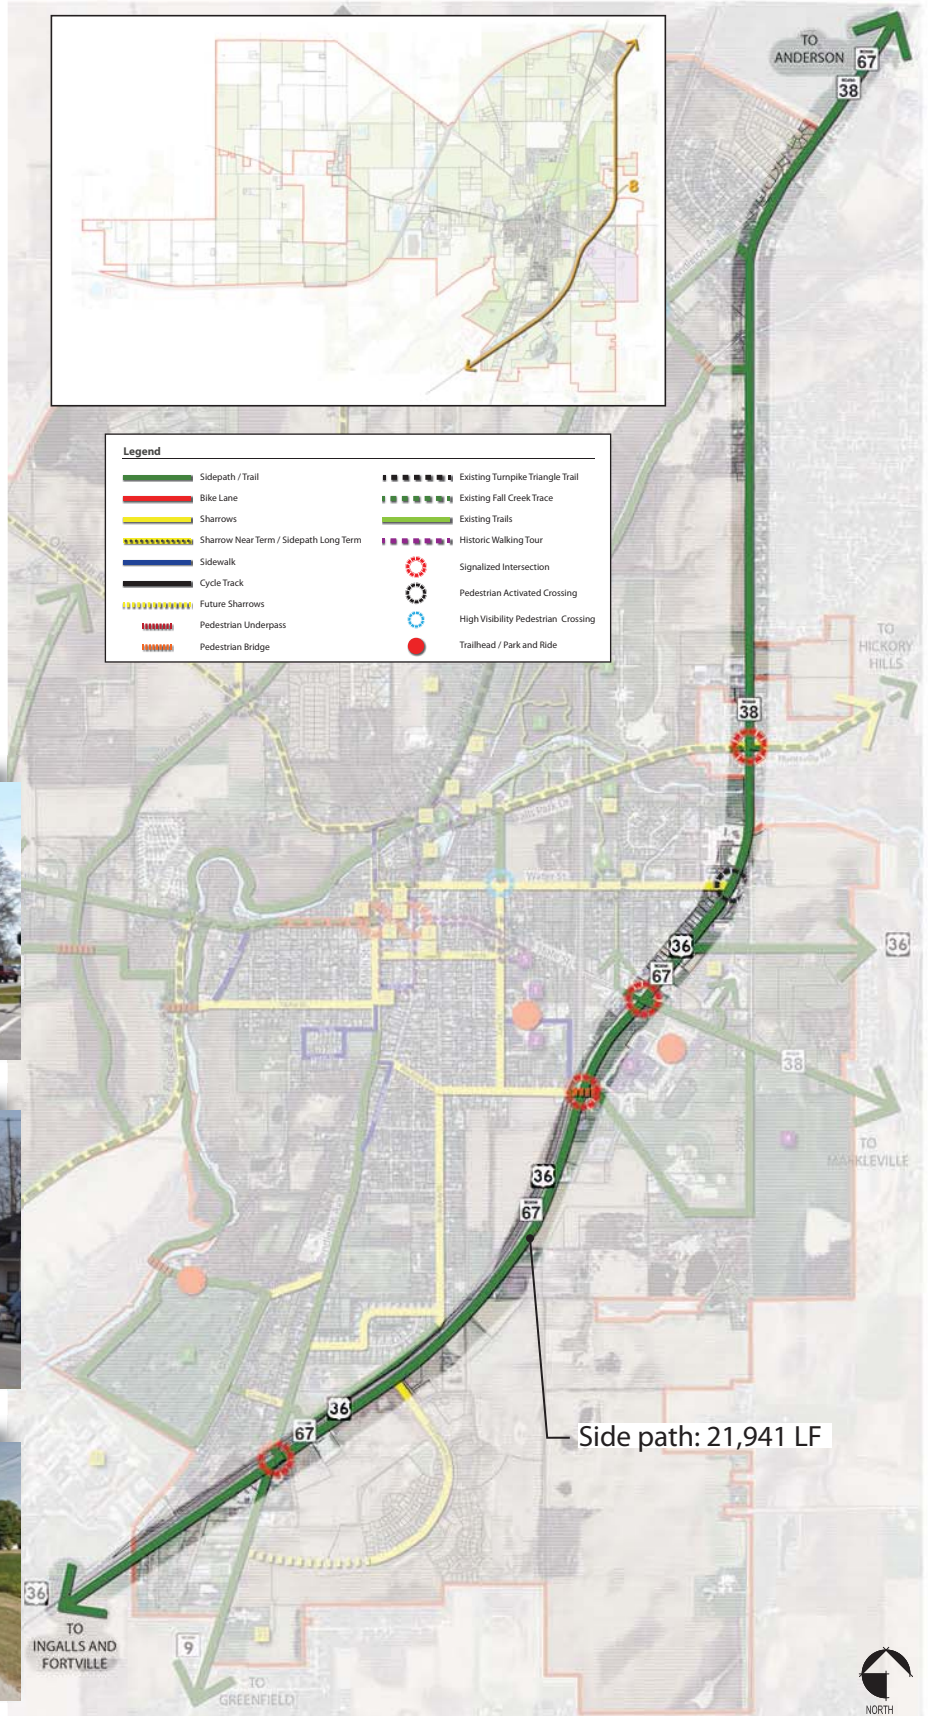 TO
ANDERSON
67
38
8
Legend
Sidepath / Trail
Bike Lane
Sharrows
Sharrow Near Term / Sidepath Long Term
Sidewalk
Cycle Track
Future Sharrows
Pedestrian Underpass
Pedestrian Bridge
Existing Turnpike Triangle Trail
Existing Fall Creek Trace
Existing Trails
Historic Walking Tour
Signalized Intersection
Pedestrian Activated Crossing
High Visibility Pedestrian Crossing
Trailhead / Park and Ride
TO
HICKORY
HILLS
38
36
36
67
38
TO
MARKLEVILLE
36
67
Side path: 21,941 LF
36
67
36
TO
INGALLS AND
FORTVILLE
9
TO
GREENFIELD
NORTH